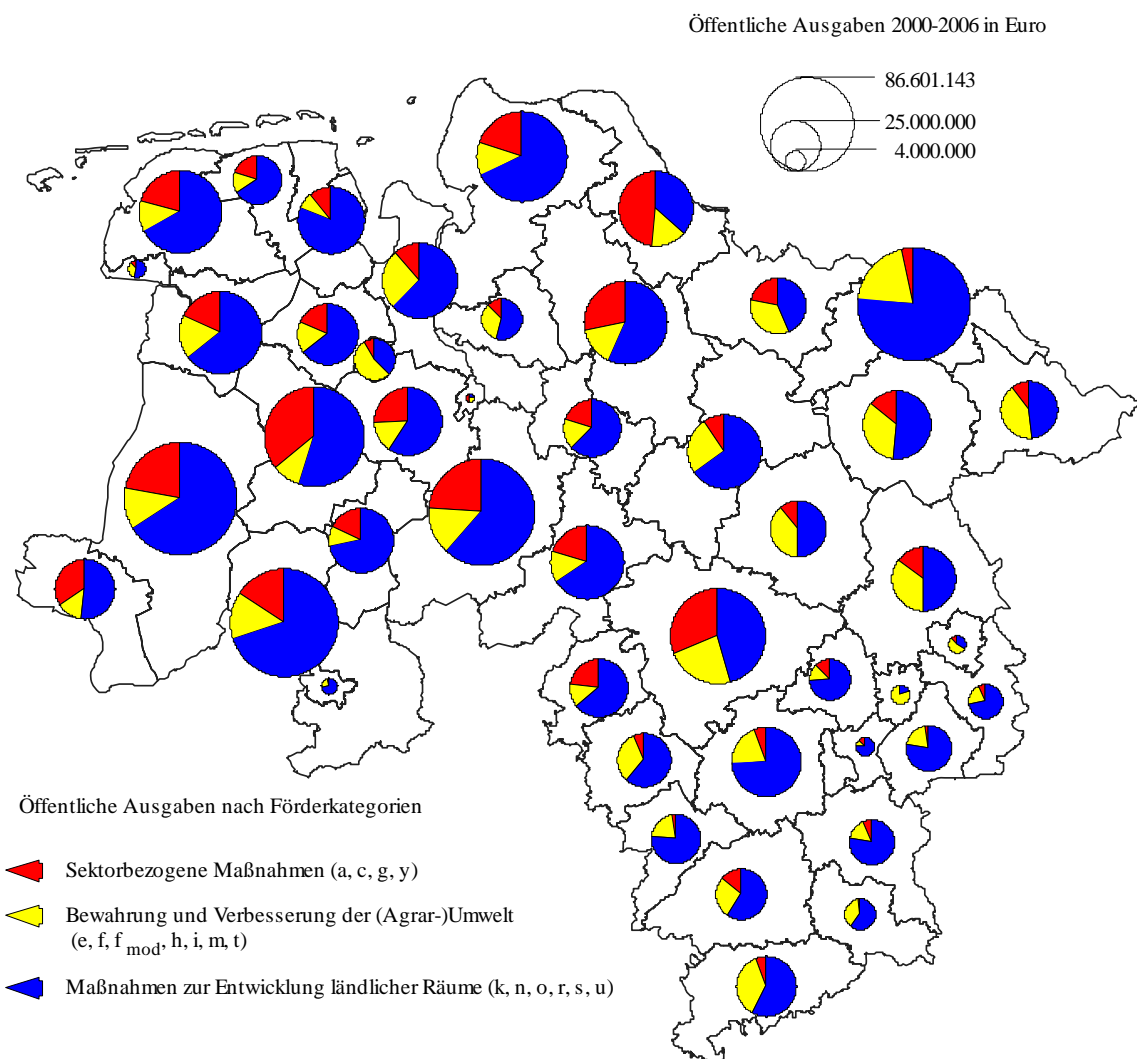 Öffentliche Ausgaben 2000-2006 in Euro
86.601.143
25.000.000
4.000.000
Öffentliche Ausgaben nach Förderkategorien
Sektorbezogene Maßnahmen (a, c, g, y)
Bewahrung und Verbesserung der (Agrar-)Umwelt
(e, f, f mod, h, i, m, t)
Maßnahmen zur Entwicklung ländlicher Räume (k, n, o, r, s, u)